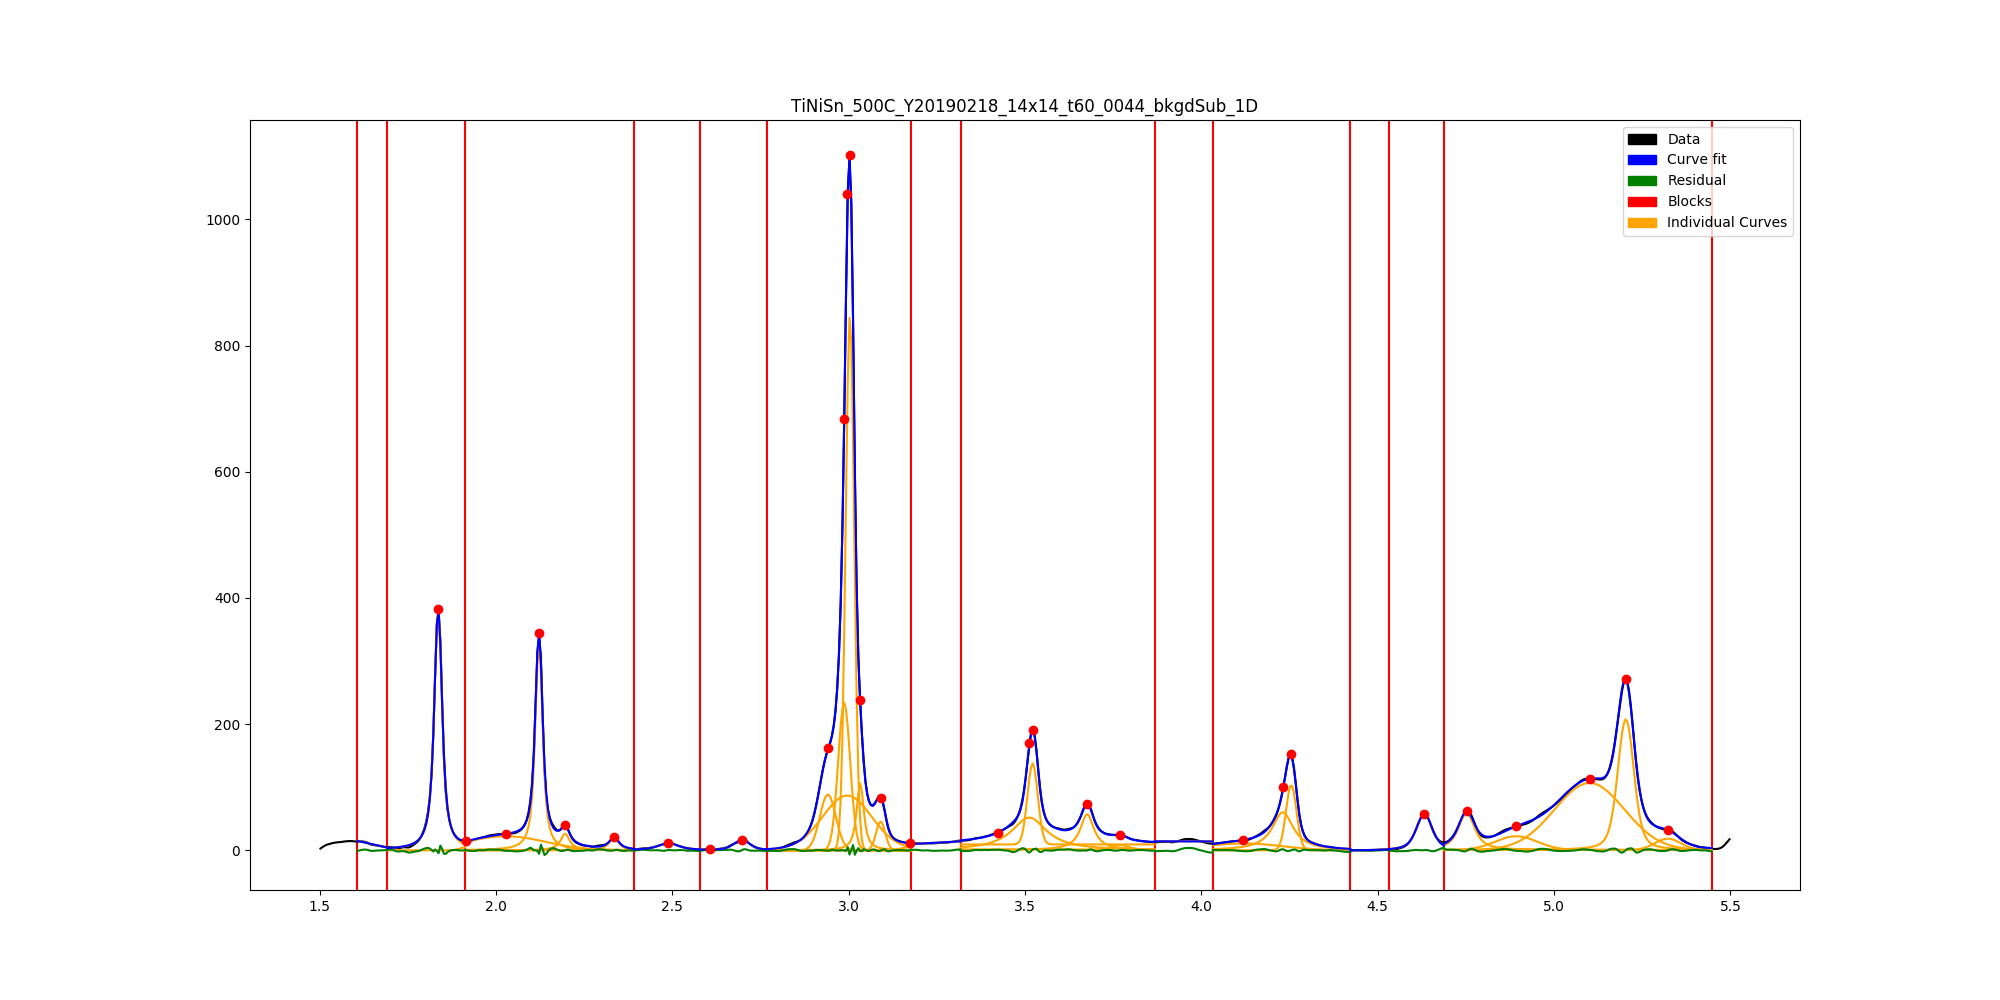 TiNiSn_500C_Y20190218_14x14_t60_0044_bkgdSub_1D
Data
Curve fit
Residual
Blocks
Individual Curves
1000
800
600
400
200
0
1.5 2.0 2.5 3.0 3.5 4.0 4.5 5.0 5.5